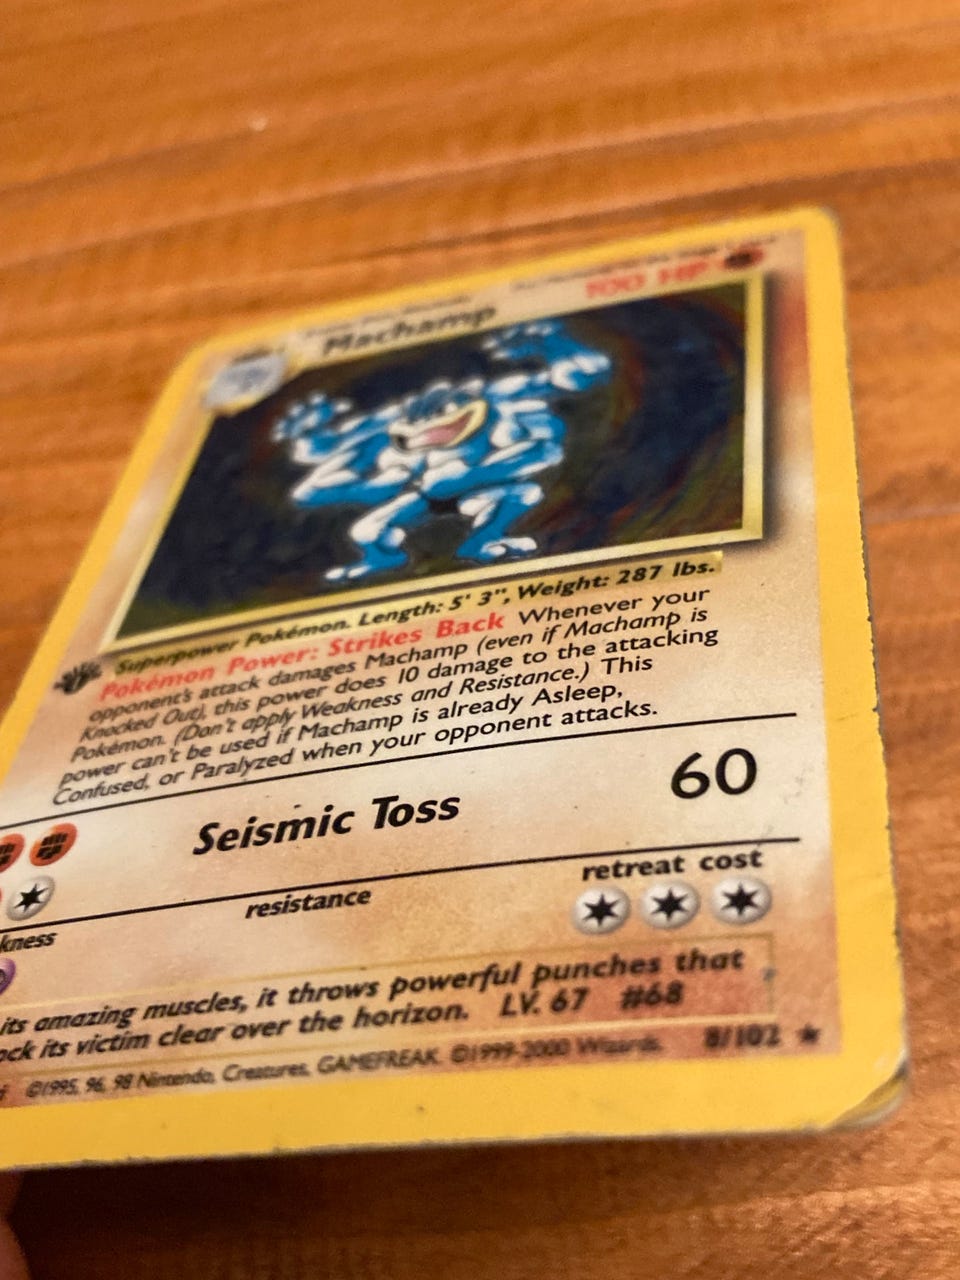 Machamp
100 HP
Superpower Pokémon. Length: 5' 3", Weight: 287 lbs.
Pokémon Power: Strikes Back Whenever your
opponent's attack damages Machamp (even if Machamp is
Knocked Out), this power does 10 damage to the attacking
Pokémon. (Don't apply Weakness and Resistance.) This
power can't be used if Machamp is already Asleep,
Confused, or Paralyzed when your opponent attacks.
Seismic Toss 60
kness resistance retreat cost
its amazing muscles, it throws powerful punches that
ock its victim clear over the horizon. LV. 67 #68
©1995, 96, 98 Nintendo, Creatures, GAMEFREAK. ©1999-2000 Wizards. 8/102